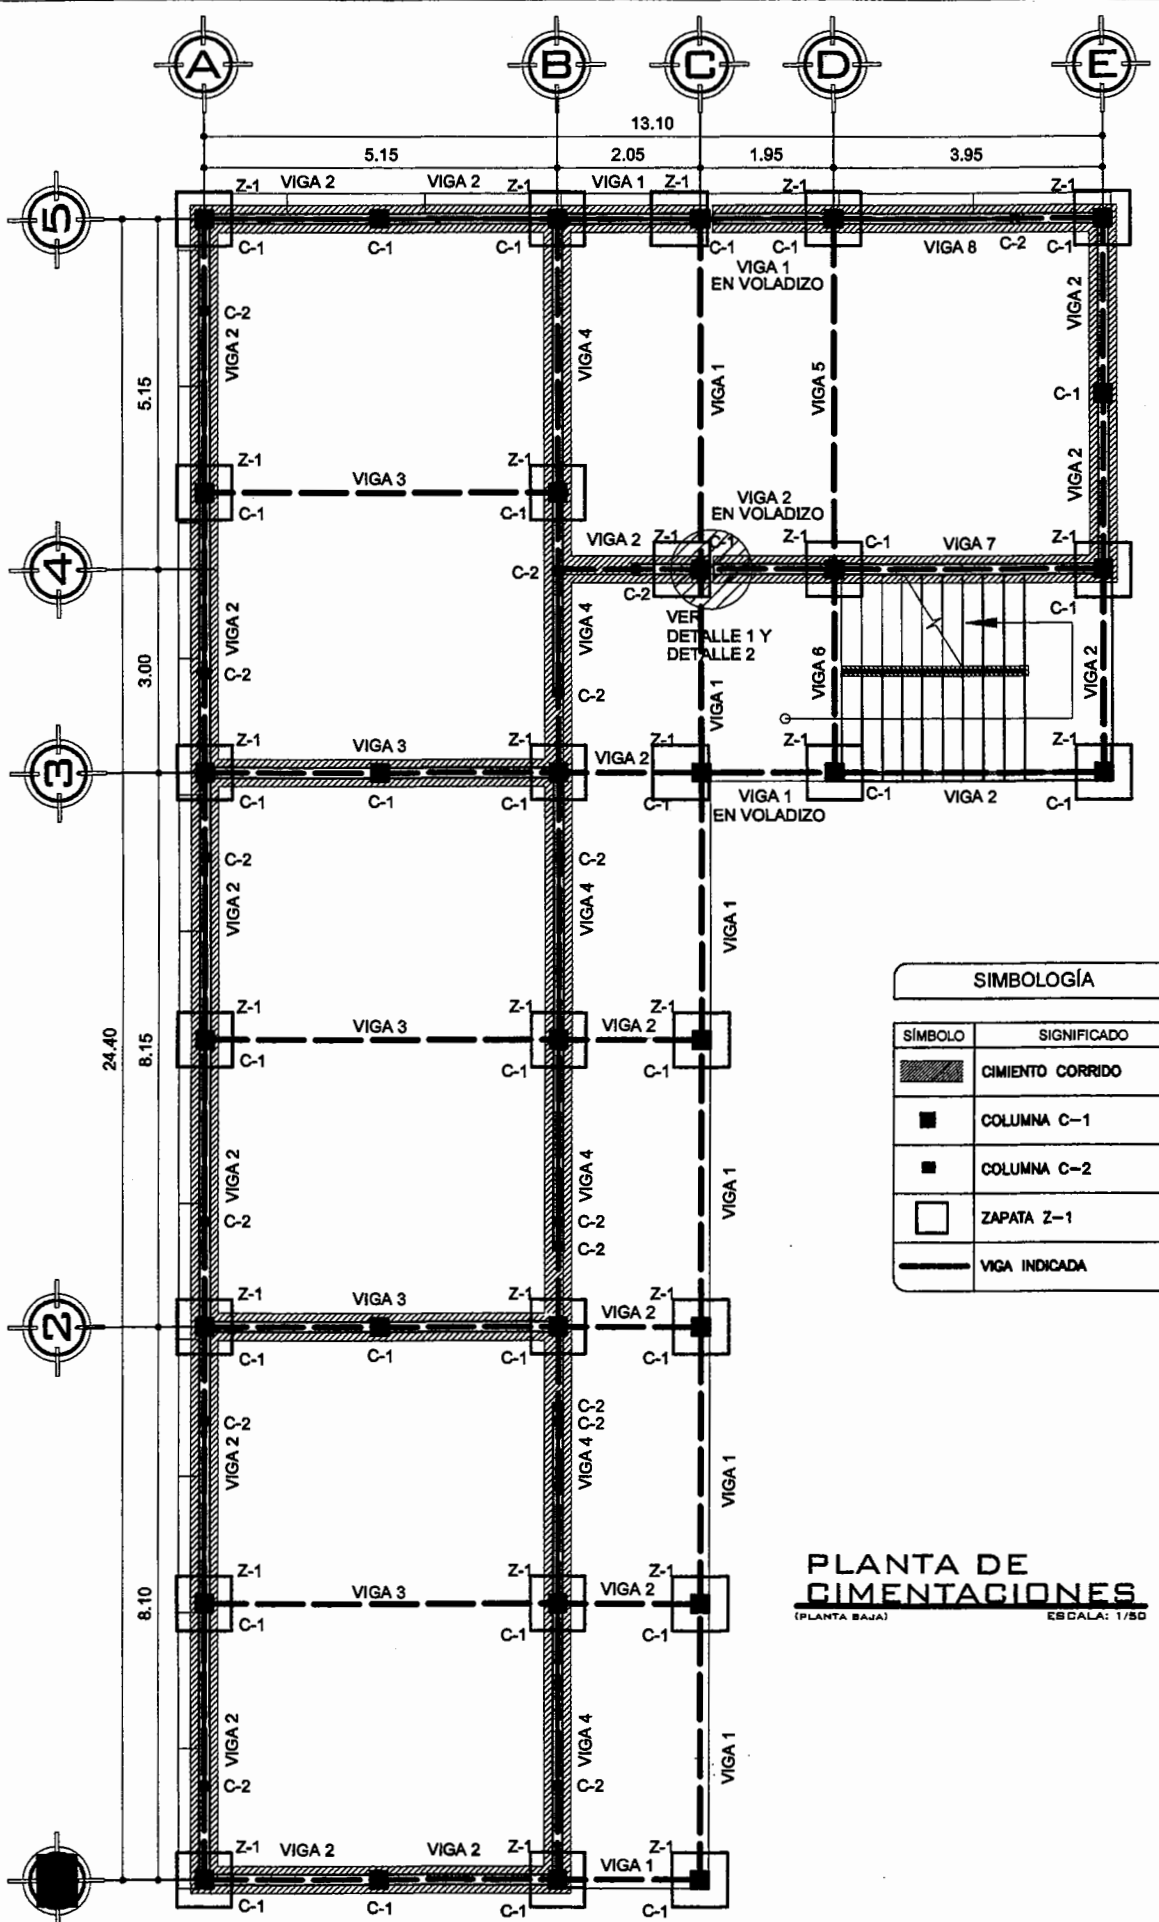 A B C D E
13.10
5.15 2.05 1.95 3.95
Z-1 VIGA 2 VIGA 2 Z-1 VIGA 1 Z-1 Z-1 Z-1
5
C-1 C-1 C-1 C-1 C-1 VIGA 8 C-2 C-1
VIGA 1
EN VOLADIZO
VIGA 2
C-2
VIGA 2
VIGA 4
VIGA 1
VIGA 5
5.15
C-1
VIGA 2
Z-1 VIGA 3 Z-1
C-1 C-1
VIGA 2
EN VOLADIZO
VIGA 2 Z-1 C-1 Z-1 C-1 VIGA 7 Z-1
4
C-2 C-2 C-1
VER
DETALLE 1 Y
DETALLE 2
VIGA 2
VIGA 4
VIGA 6
VIGA 2
3.00
C-2 C-2
VIGA 1
Z-1 VIGA 3 Z-1 VIGA 2 Z-1 Z-1 Z-1
3
C-1 C-1 C-1 C-1 VIGA 1 C-1 VIGA 2 C-1
EN VOLADIZO
C-2 C-2
VIGA 2
VIGA 4
VIGA 1
Z-1 VIGA 3 Z-1 VIGA 2 Z-1
C-1 C-1 C-1
24.40
8.15
VIGA 2
VIGA 4
VIGA 1
C-2 C-2
C-2
Z-1 VIGA 3 Z-1 VIGA 2 Z-1
2
C-1 C-1 C-1 C-1
C-2 C-2
C-2
VIGA 2
VIGA 4
VIGA 1
Z-1 VIGA 3 Z-1 VIGA 2 Z-1
C-1 C-1 C-1
8.10
VIGA 2
VIGA 4
VIGA 1
C-2 C-2
Z-1 VIGA 2 VIGA 2 Z-1 VIGA 1 Z-1
C-1 C-1 C-1 C-1
SIMBOLOGÍA
SÍMBOLO SIGNIFICADO
CIMIENTO CORRIDO
COLUMNA C-1
COLUMNA C-2
ZAPATA Z-1
VIGA INDICADA
PLANTA DE
CIMENTACIONES
(PLANTA BAJA) ESCALA: 1/50